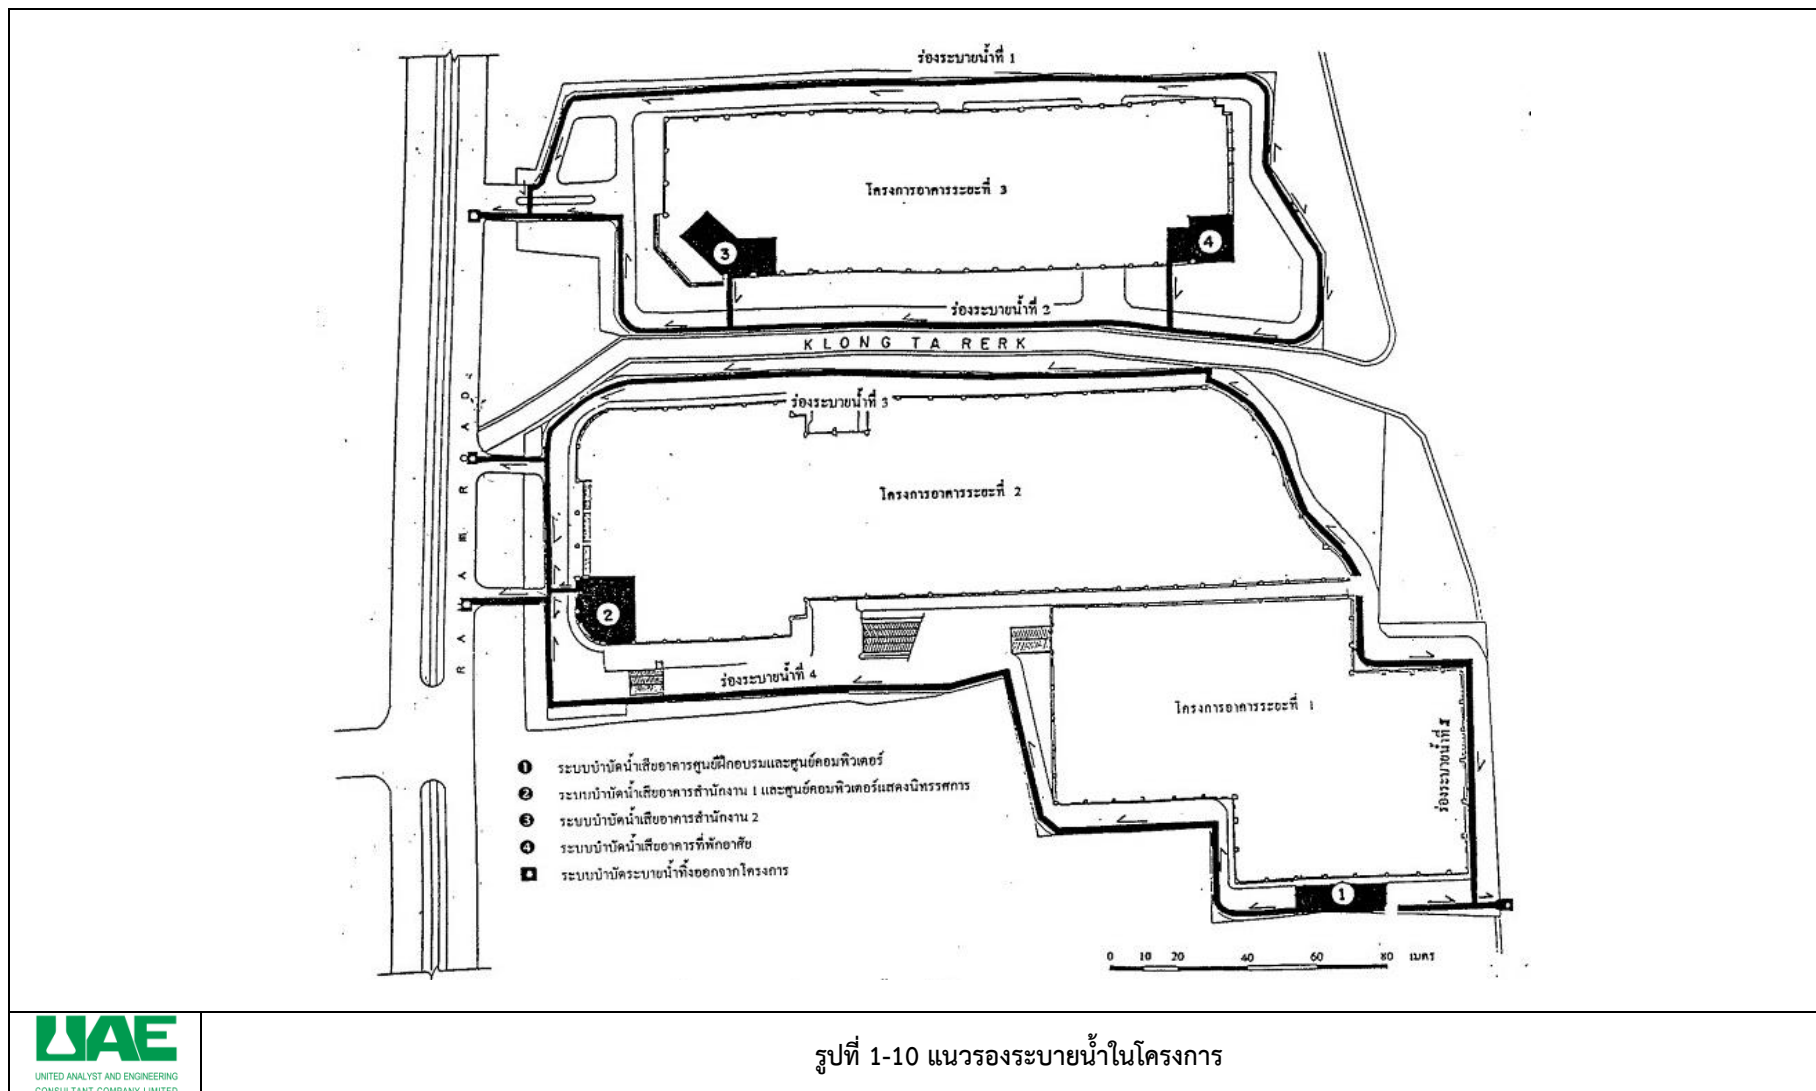 ร่องระบายน้ำที่ 1
โครงการอาคารระยะที่ 3
3
4
ร่องระบายน้ำที่ 2
KLONG TA RERK
ร่องระบายน้ำที่ 3
RAMA ROAD
โครงการอาคารระยะที่ 2
2
ร่องระบายน้ำที่ 4
โครงการอาคารระยะที่ 1
ร่องระบายน้ำที่
1
1 ระบบบำบัดน้ำเสียอาคารศูนย์ฝึกอบรมและศูนย์คอมพิวเตอร์
2 ระบบบำบัดน้ำเสียอาคารสำนักงาน 1 และศูนย์คอมพิวเตอร์แสดงนิทรรศการ
3 ระบบบำบัดน้ำเสียอาคารสำนักงาน 2
4 ระบบบำบัดน้ำเสียอาคารที่พักอาศัย
ระบบบำบัดระบายน้ำทิ้งออกจากโครงการ
0 10 20 40 60 80 เมตร
UAE
UNITED ANALYST AND ENGINEERING
CONSULTANT COMPANY LIMITED
รูปที่ 1-10 แนวรองระบายน้ำในโครงการ